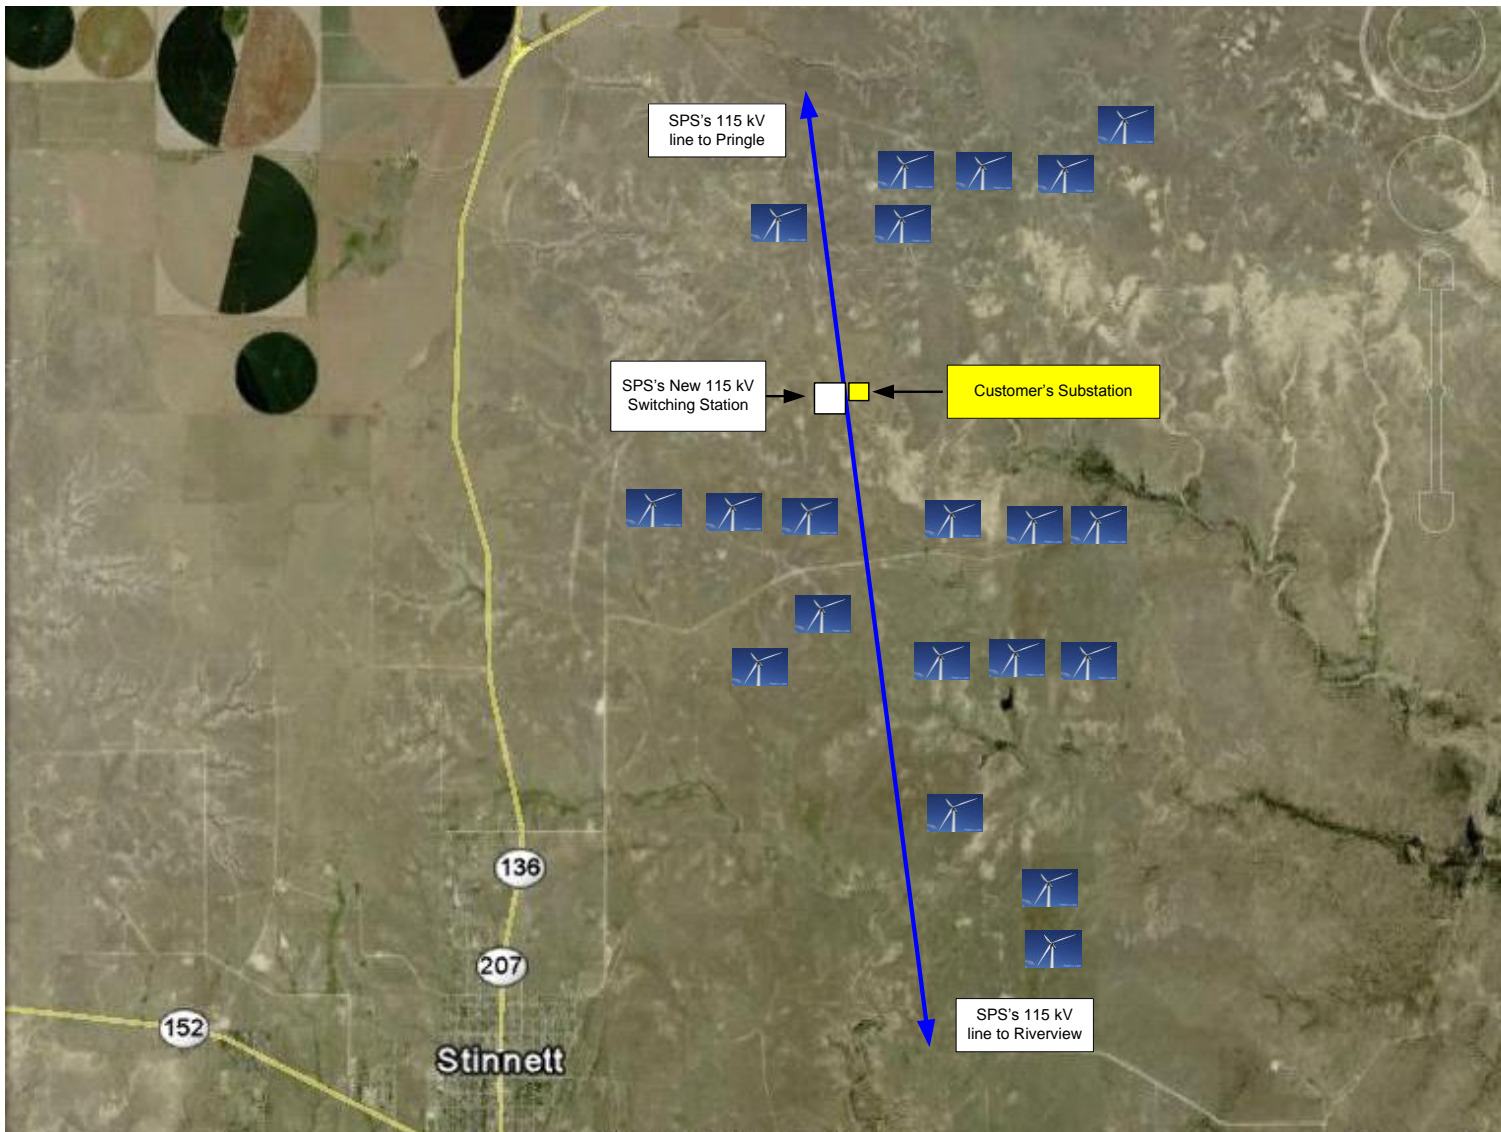 SPS's 115 kV
line to Pringle
SPS's New 115 kV
Switching Station
Customer's Substation
136
207
152
Stinnett
SPS's 115 kV
line to Riverview